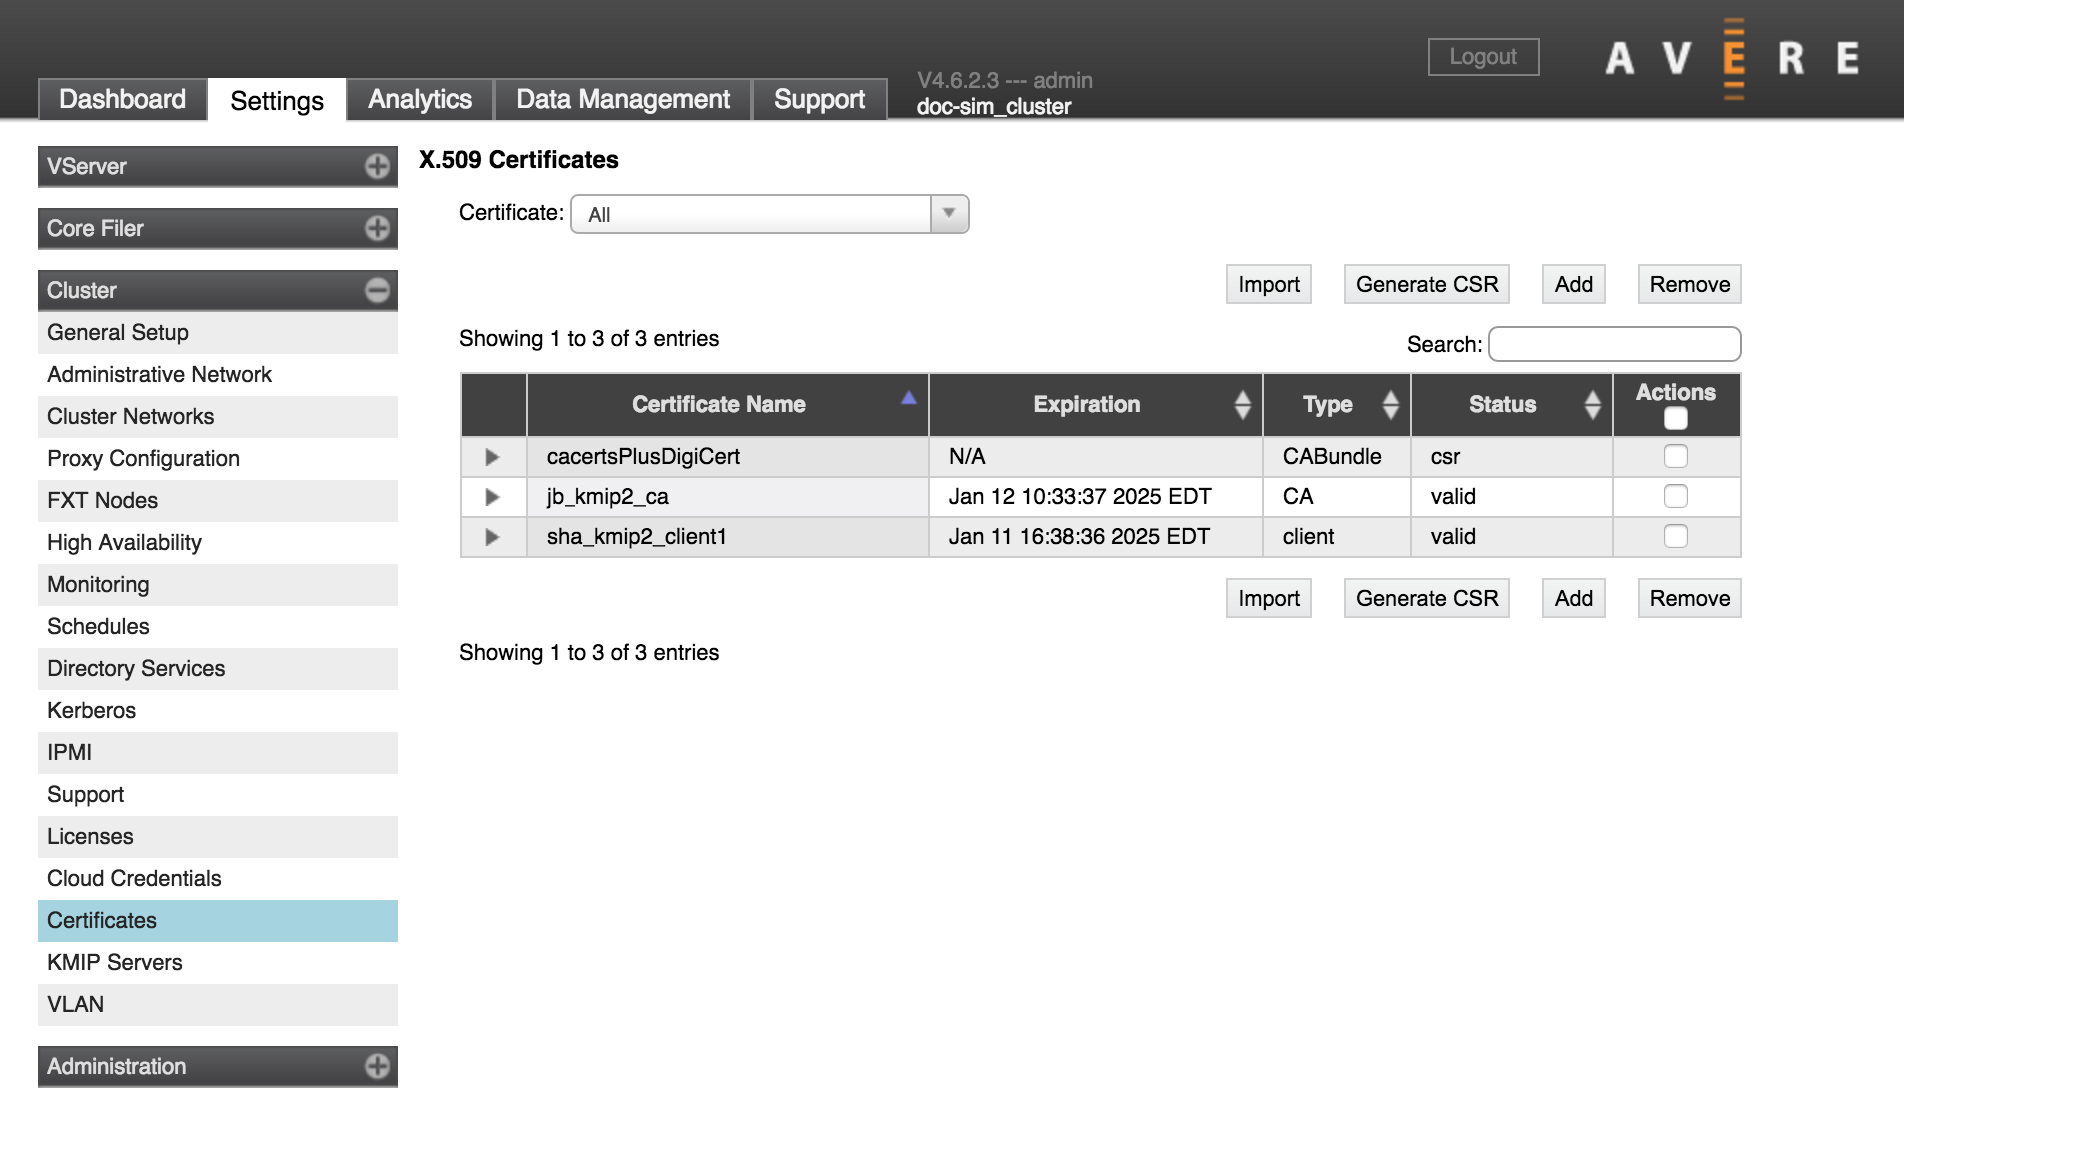 Logout
AVERE
Dashboard Settings Analytics Data Management Support
V4.6.2.3 --- admin
doc-sim_cluster
VServer
Core Filer
Cluster
General Setup
Administrative Network
Cluster Networks
Proxy Configuration
FXT Nodes
High Availability
Monitoring
Schedules
Directory Services
Kerberos
IPMI
Support
Licenses
Cloud Credentials
Certificates
KMIP Servers
VLAN
Administration
X.509 Certificates
Certificate: All
Import Generate CSR Add Remove
Showing 1 to 3 of 3 entries
Search:
Certificate Name Expiration Type Status Actions
cacertsPlusDigiCert N/A CABundle csr
jb_kmip2_ca Jan 12 10:33:37 2025 EDT CA valid
sha_kmip2_client1 Jan 11 16:38:36 2025 EDT client valid
Import Generate CSR Add Remove
Showing 1 to 3 of 3 entries